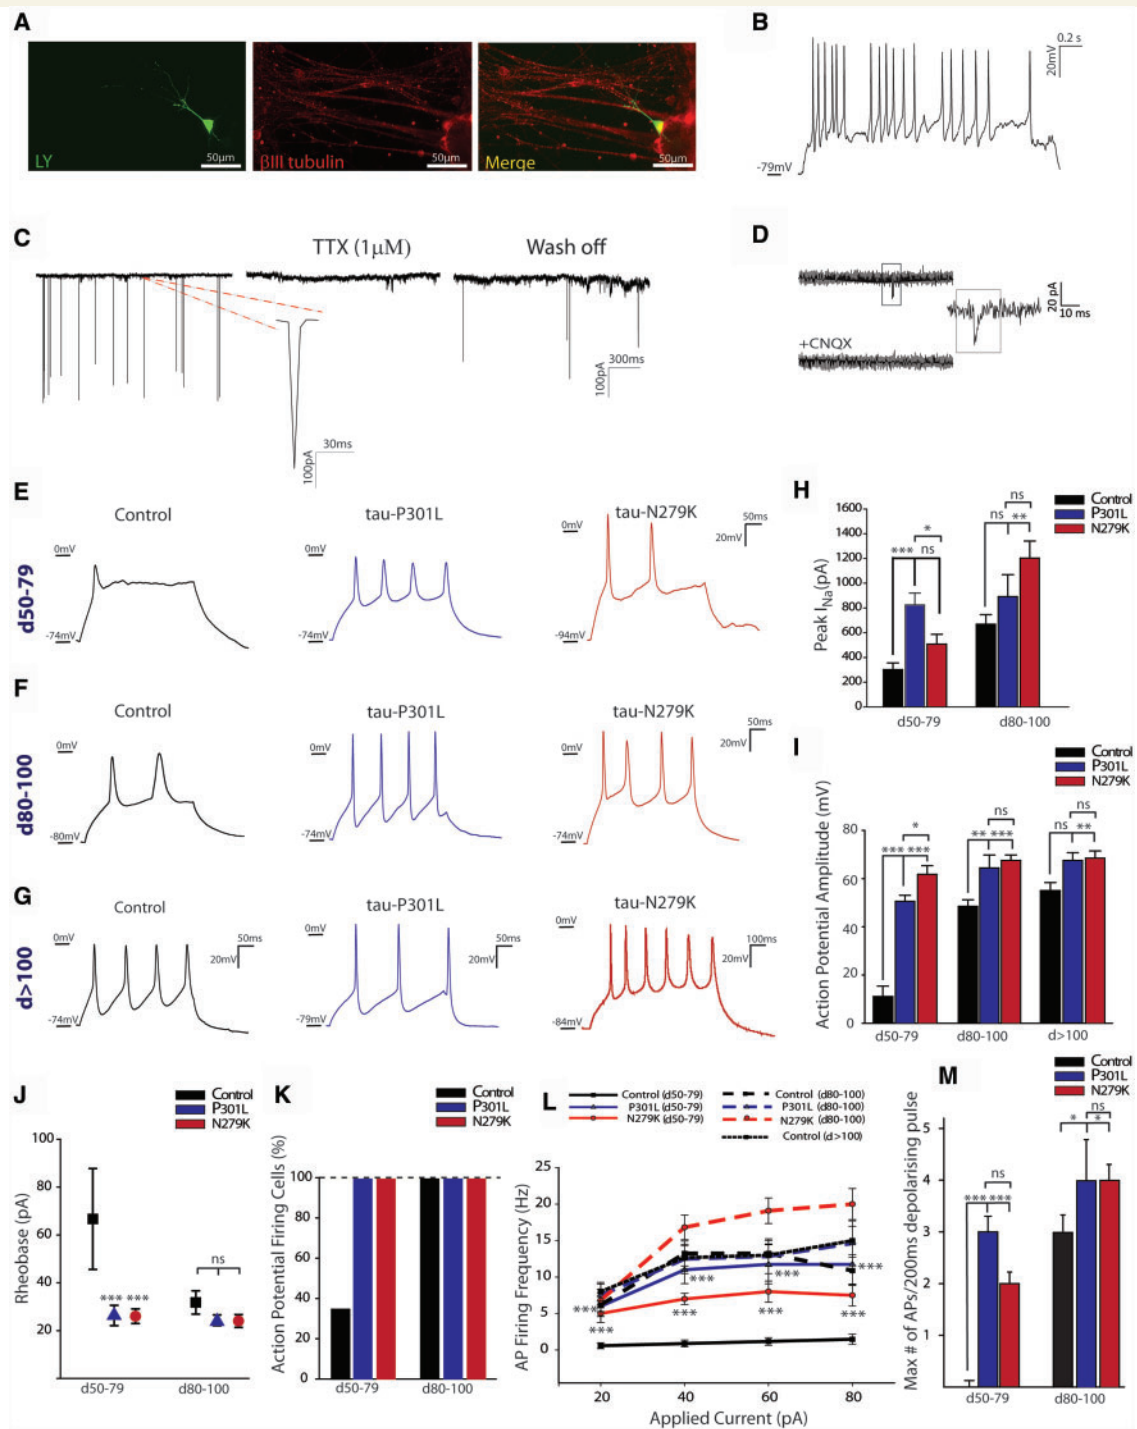 A
LY
50μm
βIII tubulin
50μm
Merge
50μm
B
0.2 s
20mV
-79mV
C
TTX (1μM)
Wash off
300ms
100pA
30ms
100pA
D
20 pA
10 ms
+CNQX
E
d50-79
Control
0mV
-74mV
tau-P301L
0mV
-74mV
tau-N279K
0mV
-94mV
50ms
20mV
F
d80-100
Control
0mV
-80mV
tau-P301L
0mV
-74mV
tau-N279K
0mV
-74mV
50ms
20mV
G
d>100
Control
0mV
-74mV
50ms
20mV
tau-P301L
0mV
-79mV
50ms
20mV
tau-N279K
0mV
-84mV
100ms
20mV
H
Control
P301L
N279K
ns
ns **
*
*** ns
Peak INa(pA)
1600
1400
1200
1000
800
600
400
200
0
d50-79 d80-100
I
Control
P301L
N279K
ns ns
*
*** *** ** *** ns **
Action Potential Amplitude (mV)
80
60
40
20
0
d50-79 d80-100 d>100
J
Control
P301L
N279K
Rheobase (pA)
100
80
60
40
20
*** ***
ns
d50-79 d80-100
K
Control
P301L
N279K
Action Potential Firing Cells (%)
100
80
60
40
20
0
d50-79 d80-100
L
Control (d50-79)
P301L (d50-79)
N279K (d50-79)
Control (d80-100)
P301L (d80-100)
N279K (d80-100)
Control (d>100)
AP Firing Frequency (Hz)
25
20
15
10
5
0
*** *** *** ***
*** *** *** ***
20 40 60 80
Applied Current (pA)
M
Control
P301L
N279K
Max # of APs/200ms depolarising pulse
5
4
3
2
1
ns
* *
ns
*** ***
d50-79 d80-100